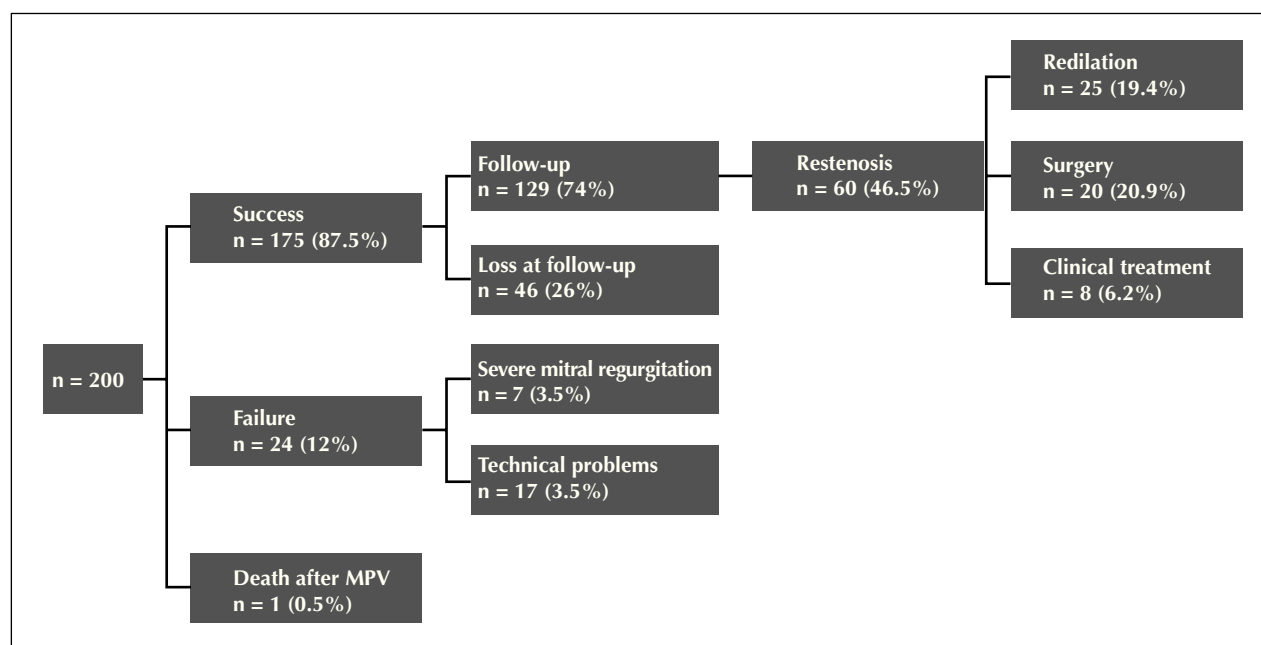 n = 200
Success
n = 175 (87.5%)
Failure
n = 24 (12%)
Death after MPV
n = 1 (0.5%)
Follow-up
n = 129 (74%)
Loss at follow-up
n = 46 (26%)
Severe mitral regurgitation
n = 7 (3.5%)
Technical problems
n = 17 (3.5%)
Restenosis
n = 60 (46.5%)
Redilation
n = 25 (19.4%)
Surgery
n = 20 (20.9%)
Clinical treatment
n = 8 (6.2%)